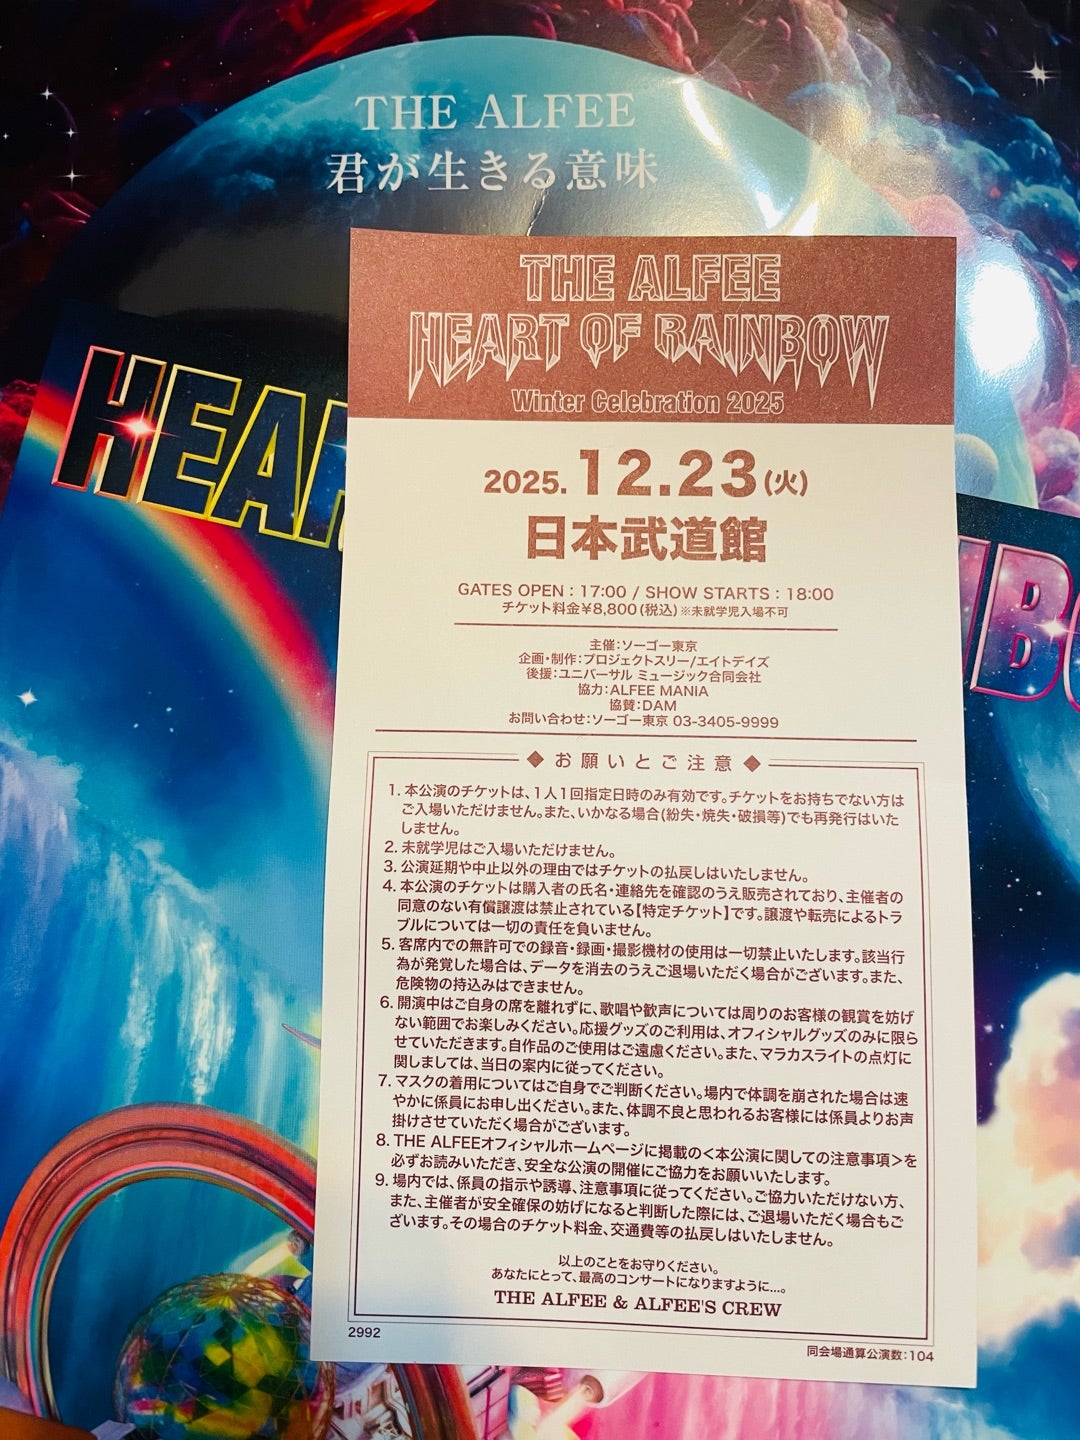 THE ALFEE
君が生きる意味
HEAR
NBO
THE ALFEE
HEART OF RAINBOW
Winter Celebration 2025
2025. 12.23(火)
日本武道館
GATES OPEN : 17:00 / SHOW STARTS : 18:00
チケット料金¥8,800(税込)※未就学児入場不可
主催:ソーゴー東京
企画・制作:プロジェクトスリー/エイトデイズ
後援:ユニバーサル ミュージック合同会社
協力:ALFEE MANIA
協賛:DAM
お問い合わせ:ソーゴー東京 03-3405-9999
◆ お願いとご注意 ◆
1. 本公演のチケットは、1人1回指定日時のみ有効です。チケットをお持ちでない方は
ご入場いただけません。また、いかなる場合(紛失・焼失・破損等)でも再発行はいた
しません。
2. 未就学児はご入場いただけません。
3. 公演延期や中止以外の理由ではチケットの払戻しはいたしません。
4. 本公演のチケットは購入者の氏名・連絡先を確認のうえ販売されており、主催者の
同意のない有償譲渡は禁止されている【特定チケット】です。譲渡や転売によるトラ
ブルについては一切の責任を負いません。
5. 客席内での無許可での録音・録画・撮影機材の使用は一切禁止いたします。該当行
為が発覚した場合は、データを消去のうえご退場いただく場合がございます。また、
危険物の持込みはできません。
6. 開演中はご自身の席を離れずに、歌唱や歓声については周りのお客様の観賞を妨げ
ない範囲でお楽しみください。応援グッズのご利用は、オフィシャルグッズのみに限ら
せていただきます。自作品のご使用はご遠慮ください。また、マラカスライトの点灯に
関しましては、当日の案内に従ってください。
7. マスクの着用についてはご自身でご判断ください。場内で体調を崩された場合は速
やかに係員にお申し出ください。また、体調不良と思われるお客様には係員よりお声
掛けさせていただく場合がございます。
8. THE ALFEEオフィシャルホームページに掲載の<本公演に関しての注意事項>を
必ずお読みいただき、安全な公演の開催にご協力をお願いいたします。
9. 場内では、係員の指示や誘導、注意事項に従ってください。ご協力いただけない方、
また、主催者が安全確保の妨げになると判断した際には、ご退場いただく場合もご
ざいます。その場合のチケット料金、交通費等の払戻しはいたしません。
以上のことをお守りください。
あなたにとって、最高のコンサートになりますように…。
THE ALFEE & ALFEE'S CREW
2992
同会場通算公演数:104